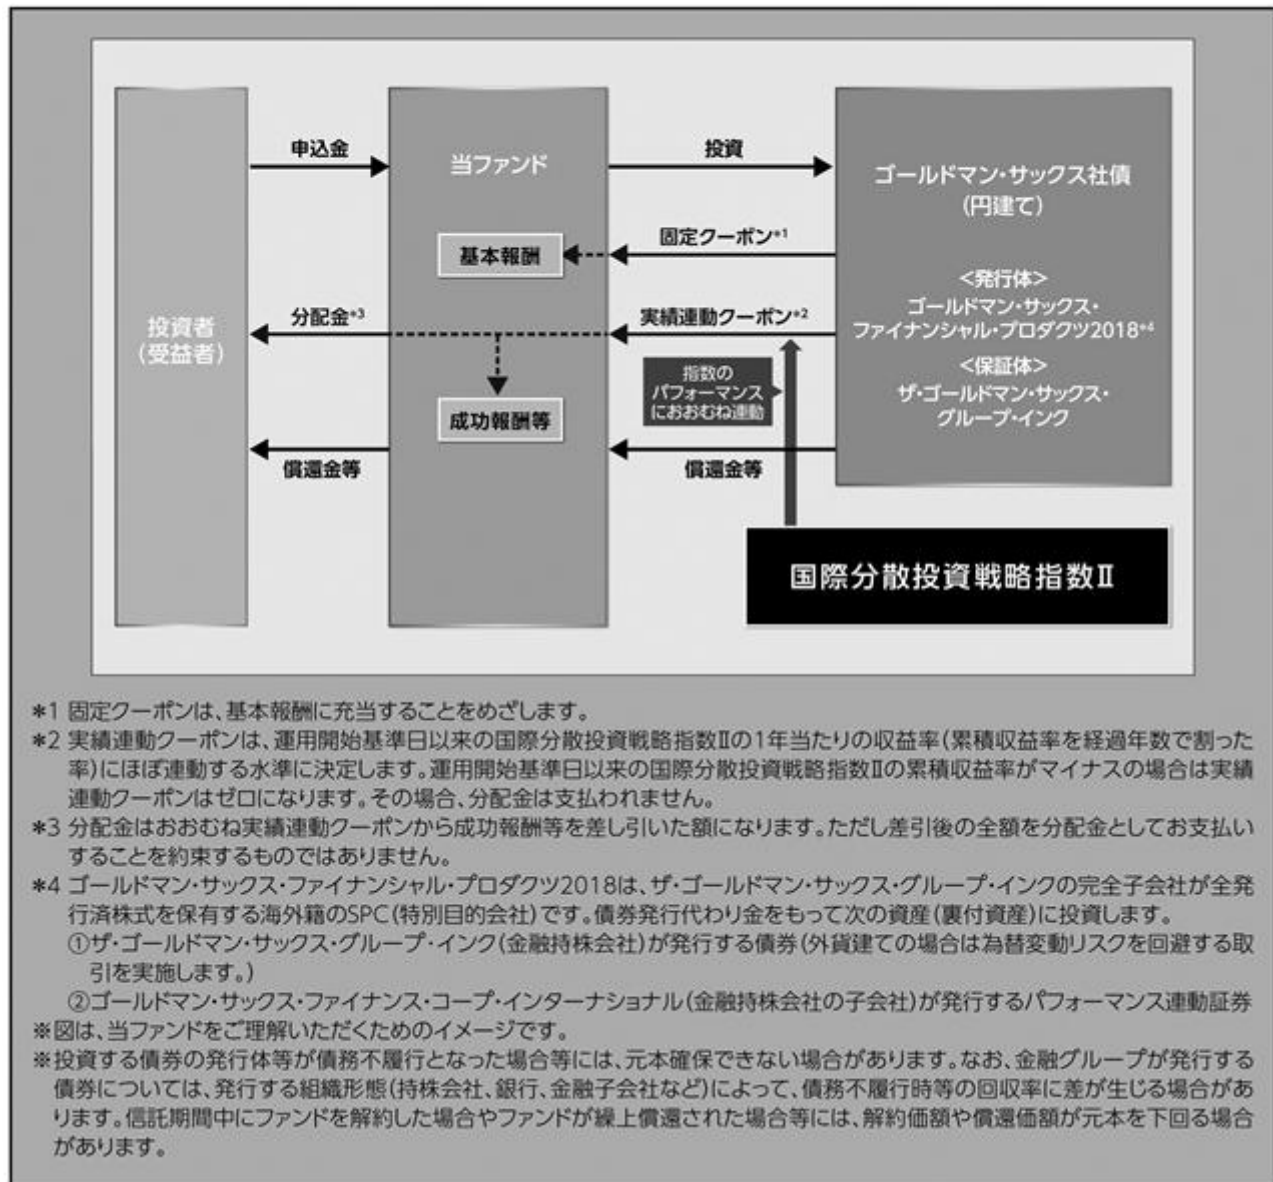 申込金
当ファンド
投資
ゴールドマン・サックス社債
(円建て)
固定クーポン*1
基本報酬
<発行体>
ゴールドマン・サックス・
ファイナンシャル・プロダクツ2018*4
投資者
(受益者)
分配金*3
実績連動クーポン*2
<保証体>
ザ・ゴールドマン・サックス・
グループ・インク
指数の
パフォーマンス
におおむね連動
成功報酬等
償還金等
償還金等
国際分散投資戦略指数Ⅱ
*1 固定クーポンは、基本報酬に充当することをめざします。
*2 実績連動クーポンは、運用開始基準日以来の国際分散投資戦略指数Ⅱの1年当たりの収益率(累積収益率を経過年数で割った
率)にほぼ連動する水準に決定します。運用開始基準日以来の国際分散投資戦略指数Ⅱの累積収益率がマイナスの場合は実績
連動クーポンはゼロになります。その場合、分配金は支払われません。
*3 分配金はおおむね実績連動クーポンから成功報酬等を差し引いた額になります。ただし差引後の全額を分配金としてお支払い
することを約束するものではありません。
*4 ゴールドマン・サックス・ファイナンシャル・プロダクツ2018は、ザ・ゴールドマン・サックス・グループ・インクの完全子会社が全発
行済株式を保有する海外籍のSPC(特別目的会社)です。債券発行代わり金をもって次の資産(裏付資産)に投資します。
①ザ・ゴールドマン・サックス・グループ・インク(金融持株会社)が発行する債券(外貨建ての場合は為替変動リスクを回避する取
引を実施します。)
②ゴールドマン・サックス・ファイナンス・コープ・インターナショナル(金融持株会社の子会社)が発行するパフォーマンス連動証券
※図は、当ファンドをご理解いただくためのイメージです。
※投資する債券の発行体等が債務不履行となった場合等には、元本確保できない場合があります。なお、金融グループが発行する
債券については、発行する組織形態(持株会社、銀行、金融子会社など)によって、債務不履行時等の回収率に差が生じる場合があ
ります。信託期間中にファンドを解約した場合やファンドが繰上償還された場合等には、解約価額や償還価額が元本を下回る場合
があります。